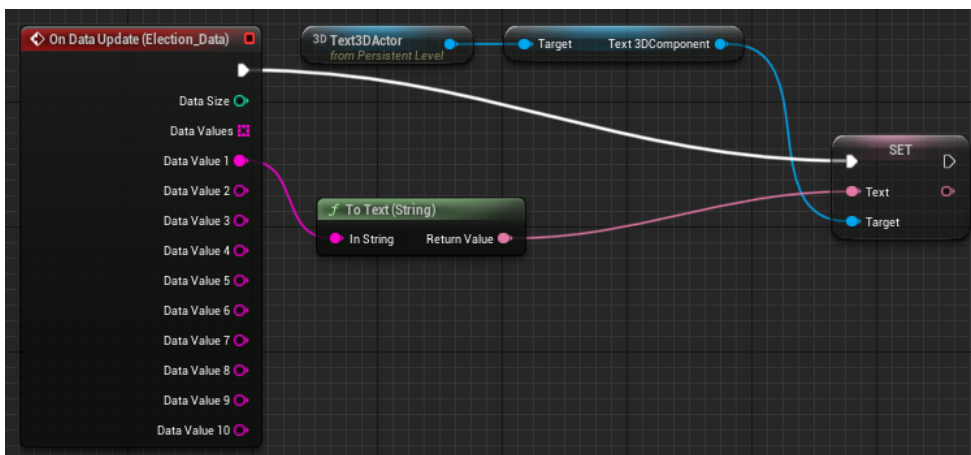 On Data Update (Election_Data)
Data Size
Data Values
Data Value 1
Data Value 2
Data Value 3
Data Value 4
Data Value 5
Data Value 6
Data Value 7
Data Value 8
Data Value 9
Data Value 10
3D Text3DActor
from Persistent Level
Target Text 3DComponent
f To Text (String)
In String Return Value
SET
Text
Target